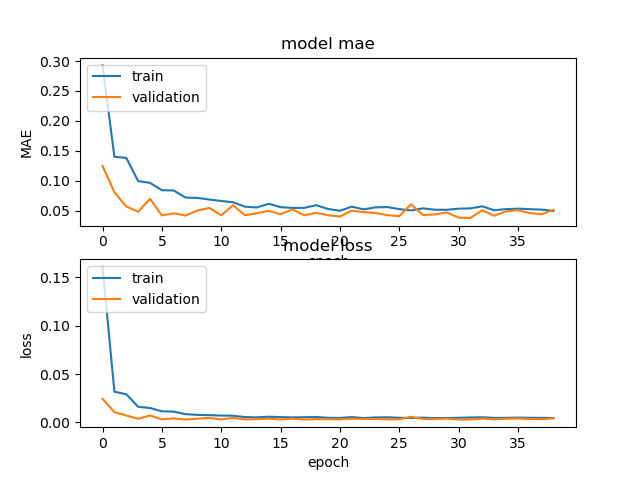 model mae
0.30
0.25
0.20
0.15
0.10
0.05
MAE
train
validation
0 5 10 15 20 25 30 35
epoch
model loss
0.15
0.10
0.05
0.00
loss
train
validation
0 5 10 15 20 25 30 35
epoch